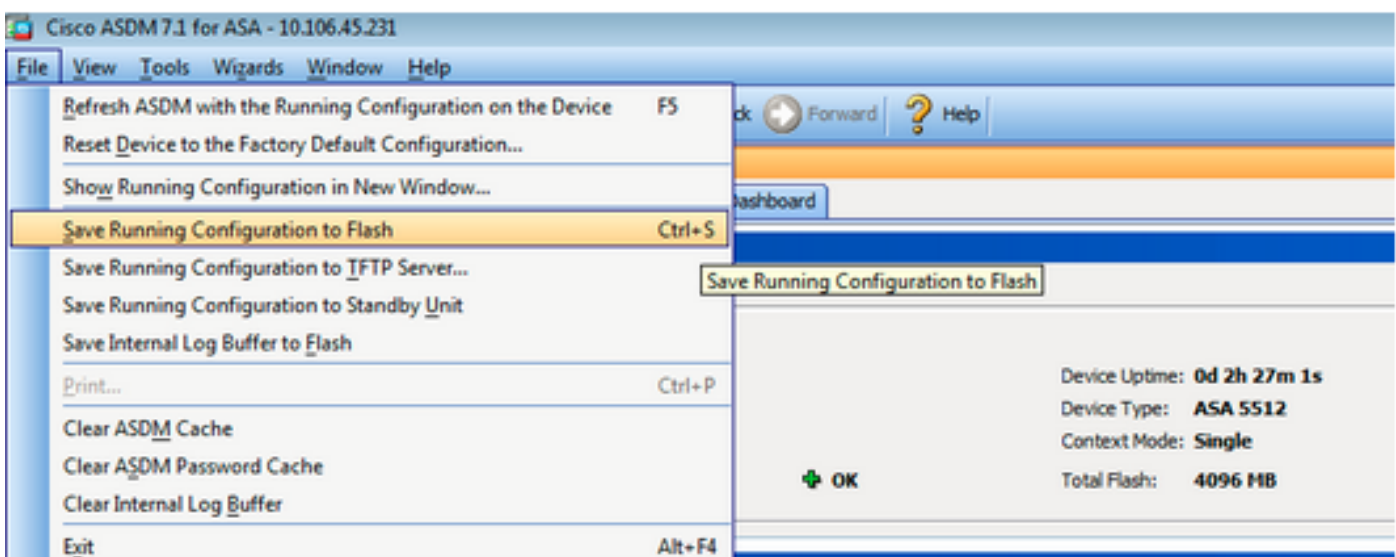 Cisco ASDM 7.1 for ASA - 10.106.45.231
File View Tools Wizards Window Help
Refresh ASDM with the Running Configuration on the Device F5
Reset Device to the Factory Default Configuration...
Show Running Configuration in New Window...
Save Running Configuration to Flash Ctrl+S
Save Running Configuration to TFTP Server...
Save Running Configuration to Standby Unit
Save Internal Log Buffer to Flash
Print... Ctrl+P
Clear ASDM Cache
Clear ASDM Password Cache
Clear Internal Log Buffer
Exit Alt+F4
ck Forward Help
Dashboard
Save Running Configuration to Flash
Device Uptime: 0d 2h 27m 1s
Device Type: ASA 5512
Context Mode: Single
OK Total Flash: 4096 MB